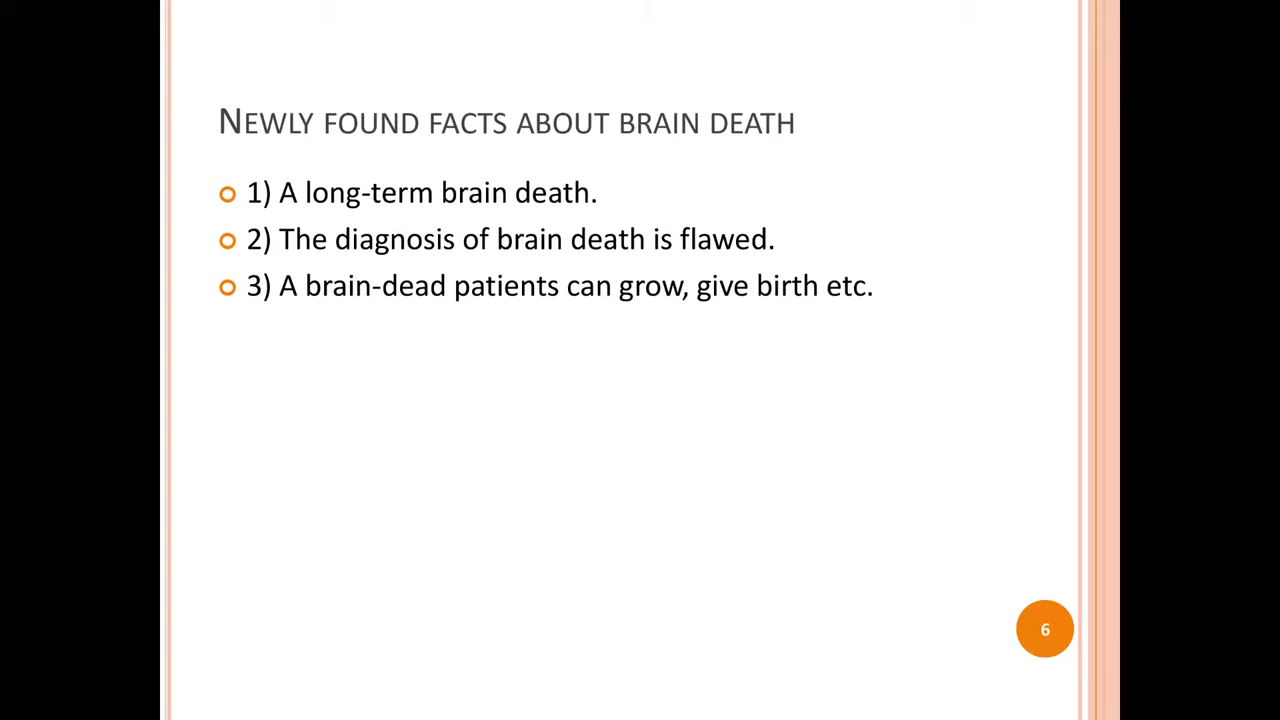 Newly found facts about brain death
1) A long-term brain death.
2) The diagnosis of brain death is flawed.
3) A brain-dead patients can grow, give birth etc.
6